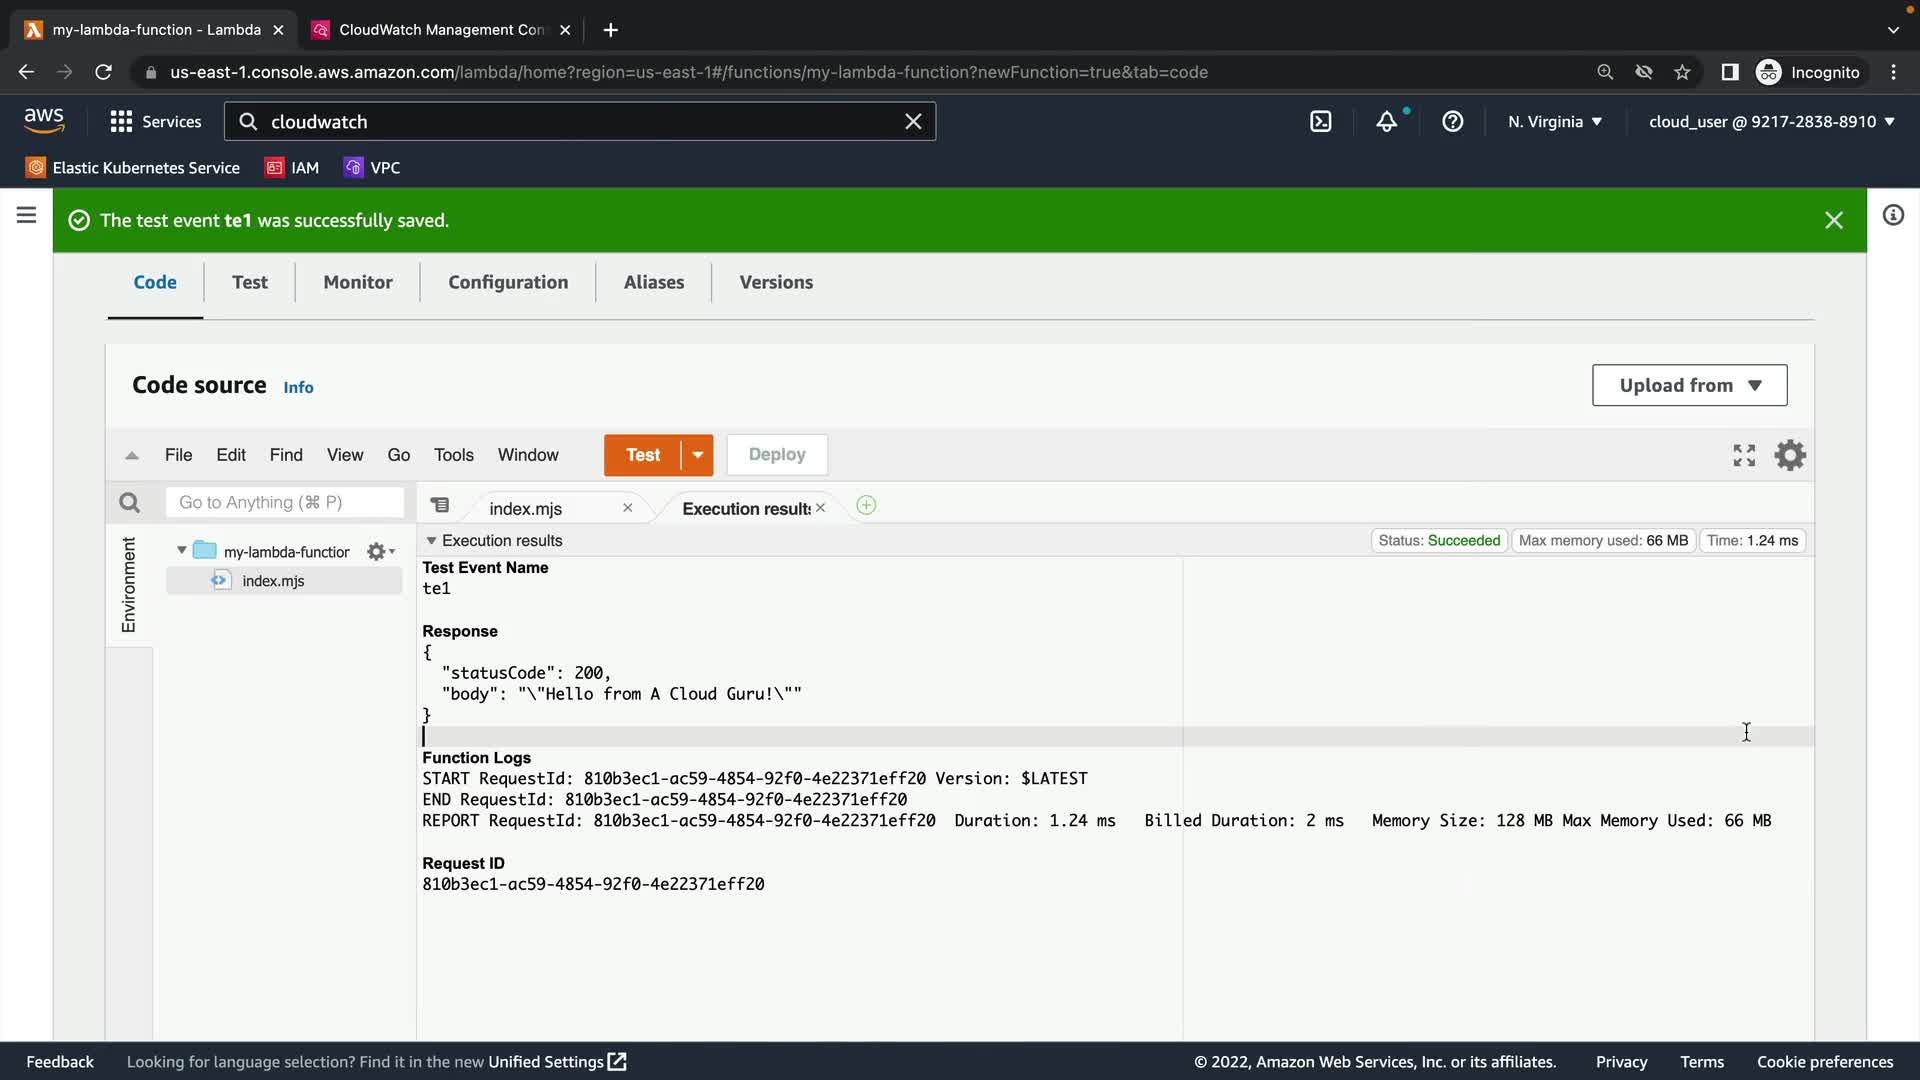 my-lambda-function - Lambda
CloudWatch Management Con
us-east-1.console.aws.amazon.com/lambda/home?region=us-east-1#/functions/my-lambda-function?newFunction=true&tab=code
Incognito
aws
Services
cloudwatch
N. Virginia
cloud_user @ 9217-2838-8910
Elastic Kubernetes Service
IAM
VPC
The test event te1 was successfully saved.
Code
Test
Monitor
Configuration
Aliases
Versions
Code source
Info
Upload from
File
Edit
Find
View
Go
Tools
Window
Test
Deploy
Go to Anything (⌘ P)
index.mjs
Execution result:
Environment
my-lambda-function
index.mjs
Execution results
Status: Succeeded
Max memory used: 66 MB
Time: 1.24 ms
Test Event Name
te1
Response
{
"statusCode": 200,
"body": "\"Hello from A Cloud Guru!\""
}
Function Logs
START RequestId: 810b3ec1-ac59-4854-92f0-4e22371eff20 Version: $LATEST
END RequestId: 810b3ec1-ac59-4854-92f0-4e22371eff20
REPORT RequestId: 810b3ec1-ac59-4854-92f0-4e22371eff20 Duration: 1.24 ms Billed Duration: 2 ms Memory Size: 128 MB Max Memory Used: 66 MB
Request ID
810b3ec1-ac59-4854-92f0-4e22371eff20
Feedback
Looking for language selection? Find it in the new Unified Settings
© 2022, Amazon Web Services, Inc. or its affiliates.
Privacy
Terms
Cookie preferences